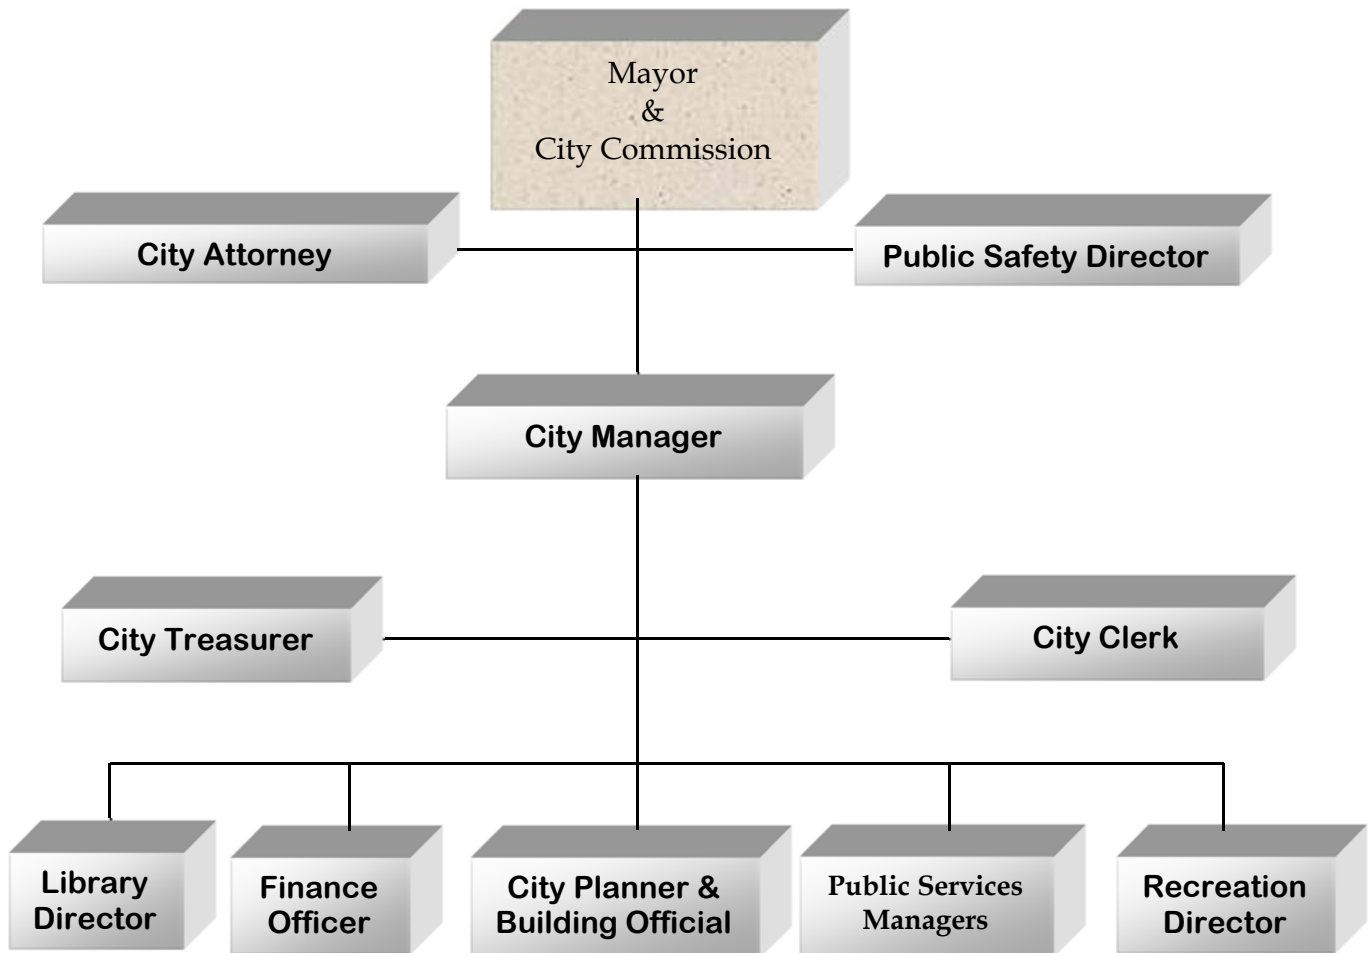 Mayor
&
City Commission
City Attorney
Public Safety Director
City Manager
City Treasurer
City Clerk
Library
Director
Finance
Officer
City Planner &
Building Official
Public Services
Managers
Recreation
Director